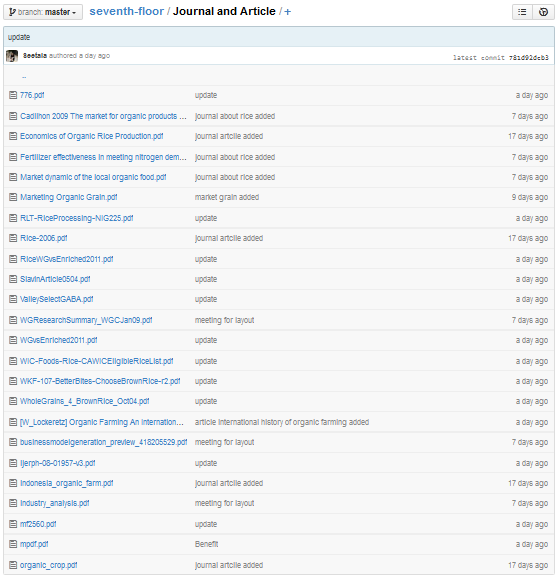 branch: master
seventh-floor / Journal and Article / +
update
Seetala authored a day ago
latest commit 781d92dcb3
..
776.pdf update a day ago
Cadilhon 2009 The market for organic products ... journal about rice added 7 days ago
Economics of Organic Rice Production.pdf journal artcile added 17 days ago
Fertilizer effectiveness in meeting nitrogen dem... journal about rice added 7 days ago
Market dynamic of the local organic food.pdf journal about rice added 7 days ago
Marketing Organic Grain.pdf market grain added 9 days ago
RLT-RiceProcessing-NIG225.pdf update a day ago
Rice-2006.pdf journal artcile added 17 days ago
RiceWGvsEnriched2011.pdf update a day ago
SlavinArticle0504.pdf update a day ago
ValleySelectGABA.pdf update a day ago
WGResearchSummary_WGCJan09.pdf meeting for layout 7 days ago
WGvsEnriched2011.pdf update a day ago
WIC-Foods-Rice-CAWICEligibleRiceList.pdf update a day ago
WKF-107-BetterBites-ChooseBrownRice-r2.pdf update a day ago
WholeGrains_4_BrownRice_Oct04.pdf update a day ago
[W_Lockeretz] Organic Farming An Internation... article international history of organic farming added a day ago
businessmodelgeneration_preview_418205529.pdf meeting for layout 7 days ago
ijerph-08-01957-v3.pdf update a day ago
indonesia_organic_farm.pdf journal artcile added 17 days ago
industry_analysis.pdf meeting for layout 7 days ago
mf2560.pdf update a day ago
mpdf.pdf Benefit a day ago
organic_crop.pdf journal artcile added 17 days ago